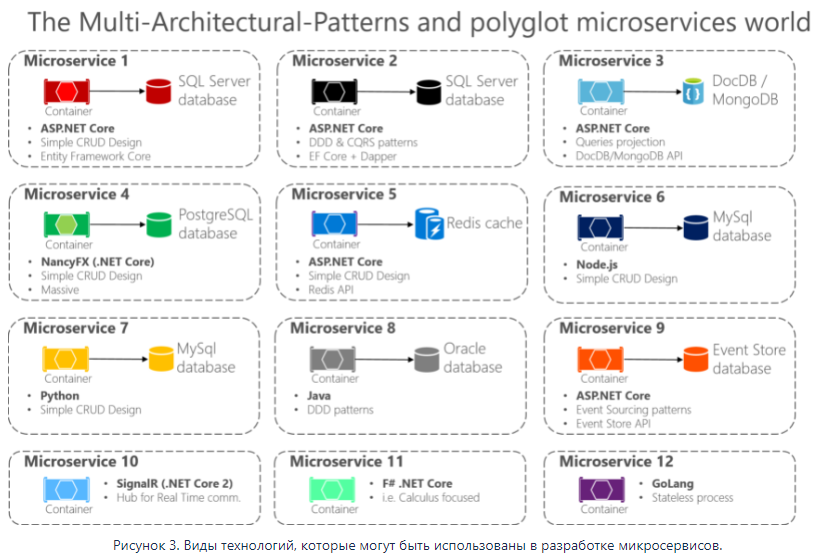 The Multi-Architectural-Patterns and polyglot microservices world
Microservice 1
SQL Server
database
Container
• ASP.NET Core
• Simple CRUD Design
• Entity Framework Core
Microservice 2
SQL Server
database
Container
• ASP.NET Core
• DDD & CQRS patterns
• EF Core + Dapper
Microservice 3
DocDB /
MongoDB
Container
• ASP.NET Core
• Queries projection
• DocDB/MongoDB API
Microservice 4
PostgreSQL
database
Container
• NancyFX (.NET Core)
• Simple CRUD Design
• Massive
Microservice 5
Redis cache
Container
• ASP.NET Core
• Simple CRUD Design
• Redis API
Microservice 6
MySql
database
Container
• Node.js
• Simple CRUD Design
Microservice 7
MySql
database
Container
• Python
• Simple CRUD Design
Microservice 8
Oracle
database
Container
• Java
• DDD patterns
Microservice 9
Event Store
database
Container
• ASP.NET Core
• Event Sourcing patterns
• Event Store API
Microservice 10
Container
• SignalR (.NET Core 2)
• Hub for Real Time comm.
Microservice 11
Container
• F# .NET Core
• i.e. Calculus focused
Microservice 12
Container
• GoLang
• Stateless process
Рисунок 3. Виды технологий, которые могут быть использованы в разработке микросервисов.